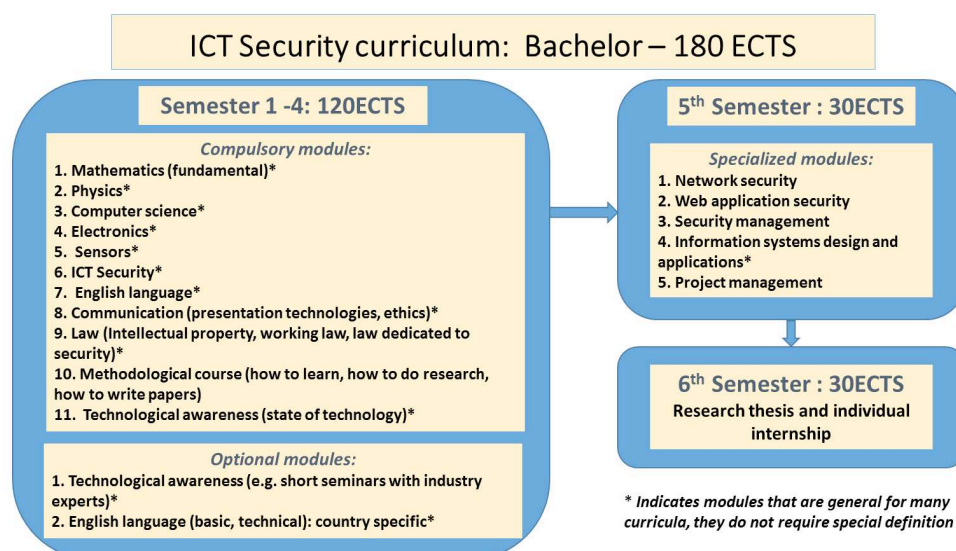 ICT Security curriculum: Bachelor – 180 ECTS
Semester 1 -4: 120ECTS
Compulsory modules:
1. Mathematics (fundamental)*
2. Physics*
3. Computer science*
4. Electronics*
5. Sensors*
6. ICT Security*
7. English language*
8. Communication (presentation technologies, ethics)*
9. Law (Intellectual property, working law, law dedicated to
security)*
10. Methodological course (how to learn, how to do research,
how to write papers)
11. Technological awareness (state of technology)*
Optional modules:
1. Technological awareness (e.g. short seminars with industry
experts)*
2. English language (basic, technical): country specific*
5th Semester : 30ECTS
Specialized modules:
1. Network security
2. Web application security
3. Security management
4. Information systems design and
applications*
5. Project management
6th Semester : 30ECTS
Research thesis and individual
internship
* Indicates modules that are general for many
curricula, they do not require special definition